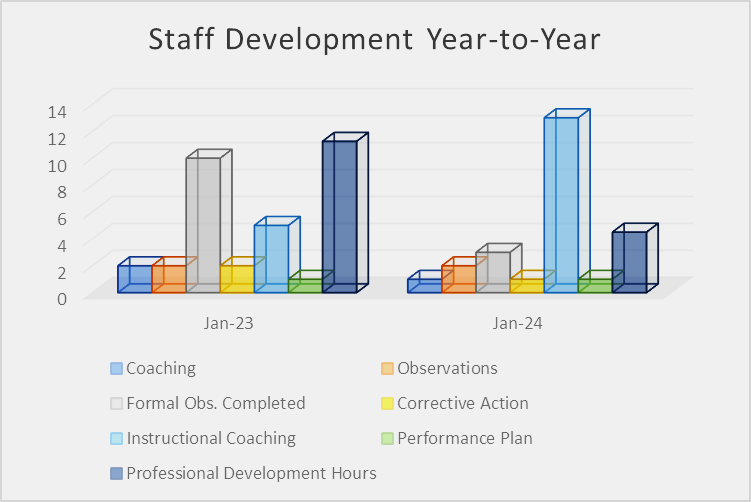 Staff Development Year-to-Year
14
12
10
8
6
4
2
0
Jan-23 Jan-24
Coaching Observations
Formal Obs. Completed Corrective Action
Instructional Coaching Performance Plan
Professional Development Hours